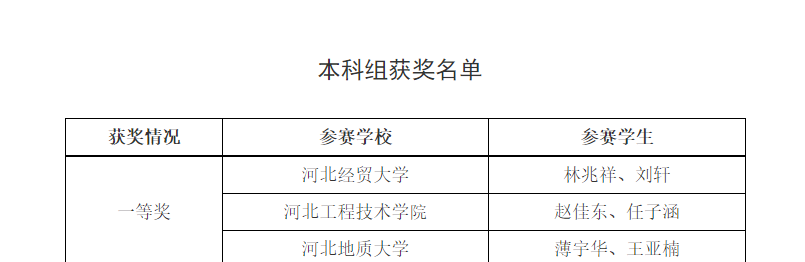 本科组获奖名单
获奖情况 参赛学校 参赛学生
河北经贸大学 林兆祥、刘轩
一等奖 河北工程技术学院 赵佳东、任子涵
河北地质大学 薄宇华、王亚楠